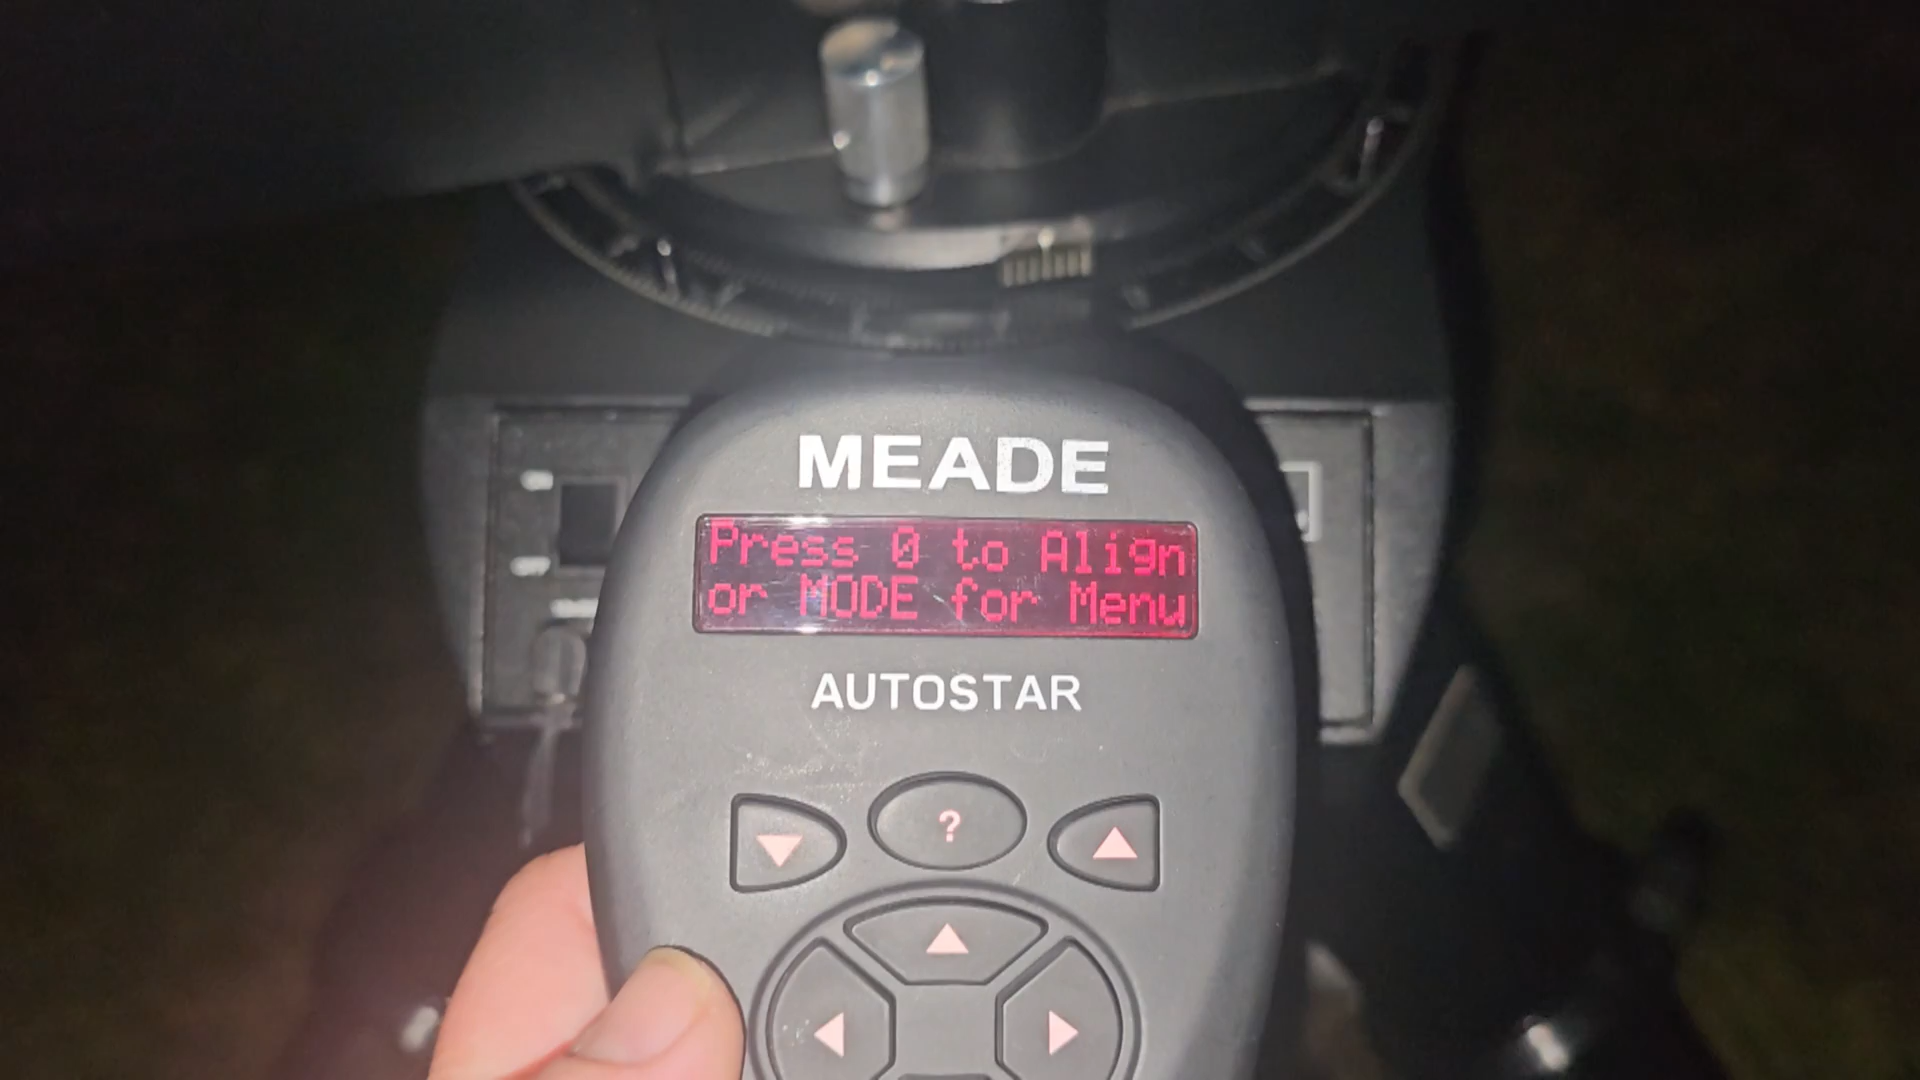 MEADE
Press 0 to Align
or MODE for Menu
AUTOSTAR
?